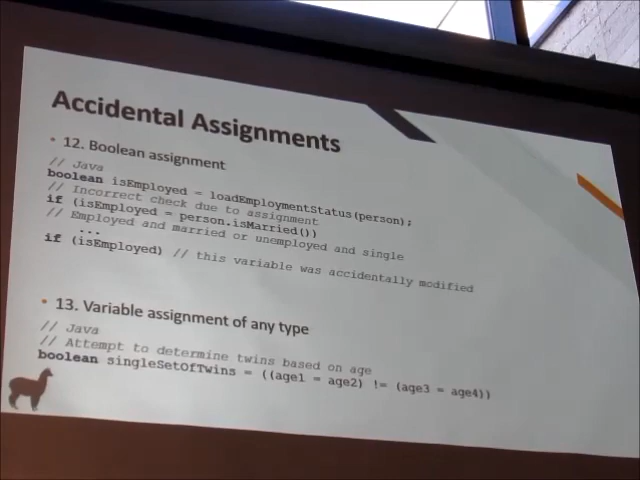 Accidental Assignments
• 12. Boolean assignment
// Java
boolean isEmployed = loadEmploymentStatus(person);
// Incorrect check due to assignment
if (isEmployed = person.isMarried())
// Employed and married or unemployed and single
...
if (isEmployed) // this variable was accidentally modified
• 13. Variable assignment of any type
// Java
// Attempt to determine twins based on age
boolean singleSetOfTwins = ((age1 = age2) != (age3 = age4))